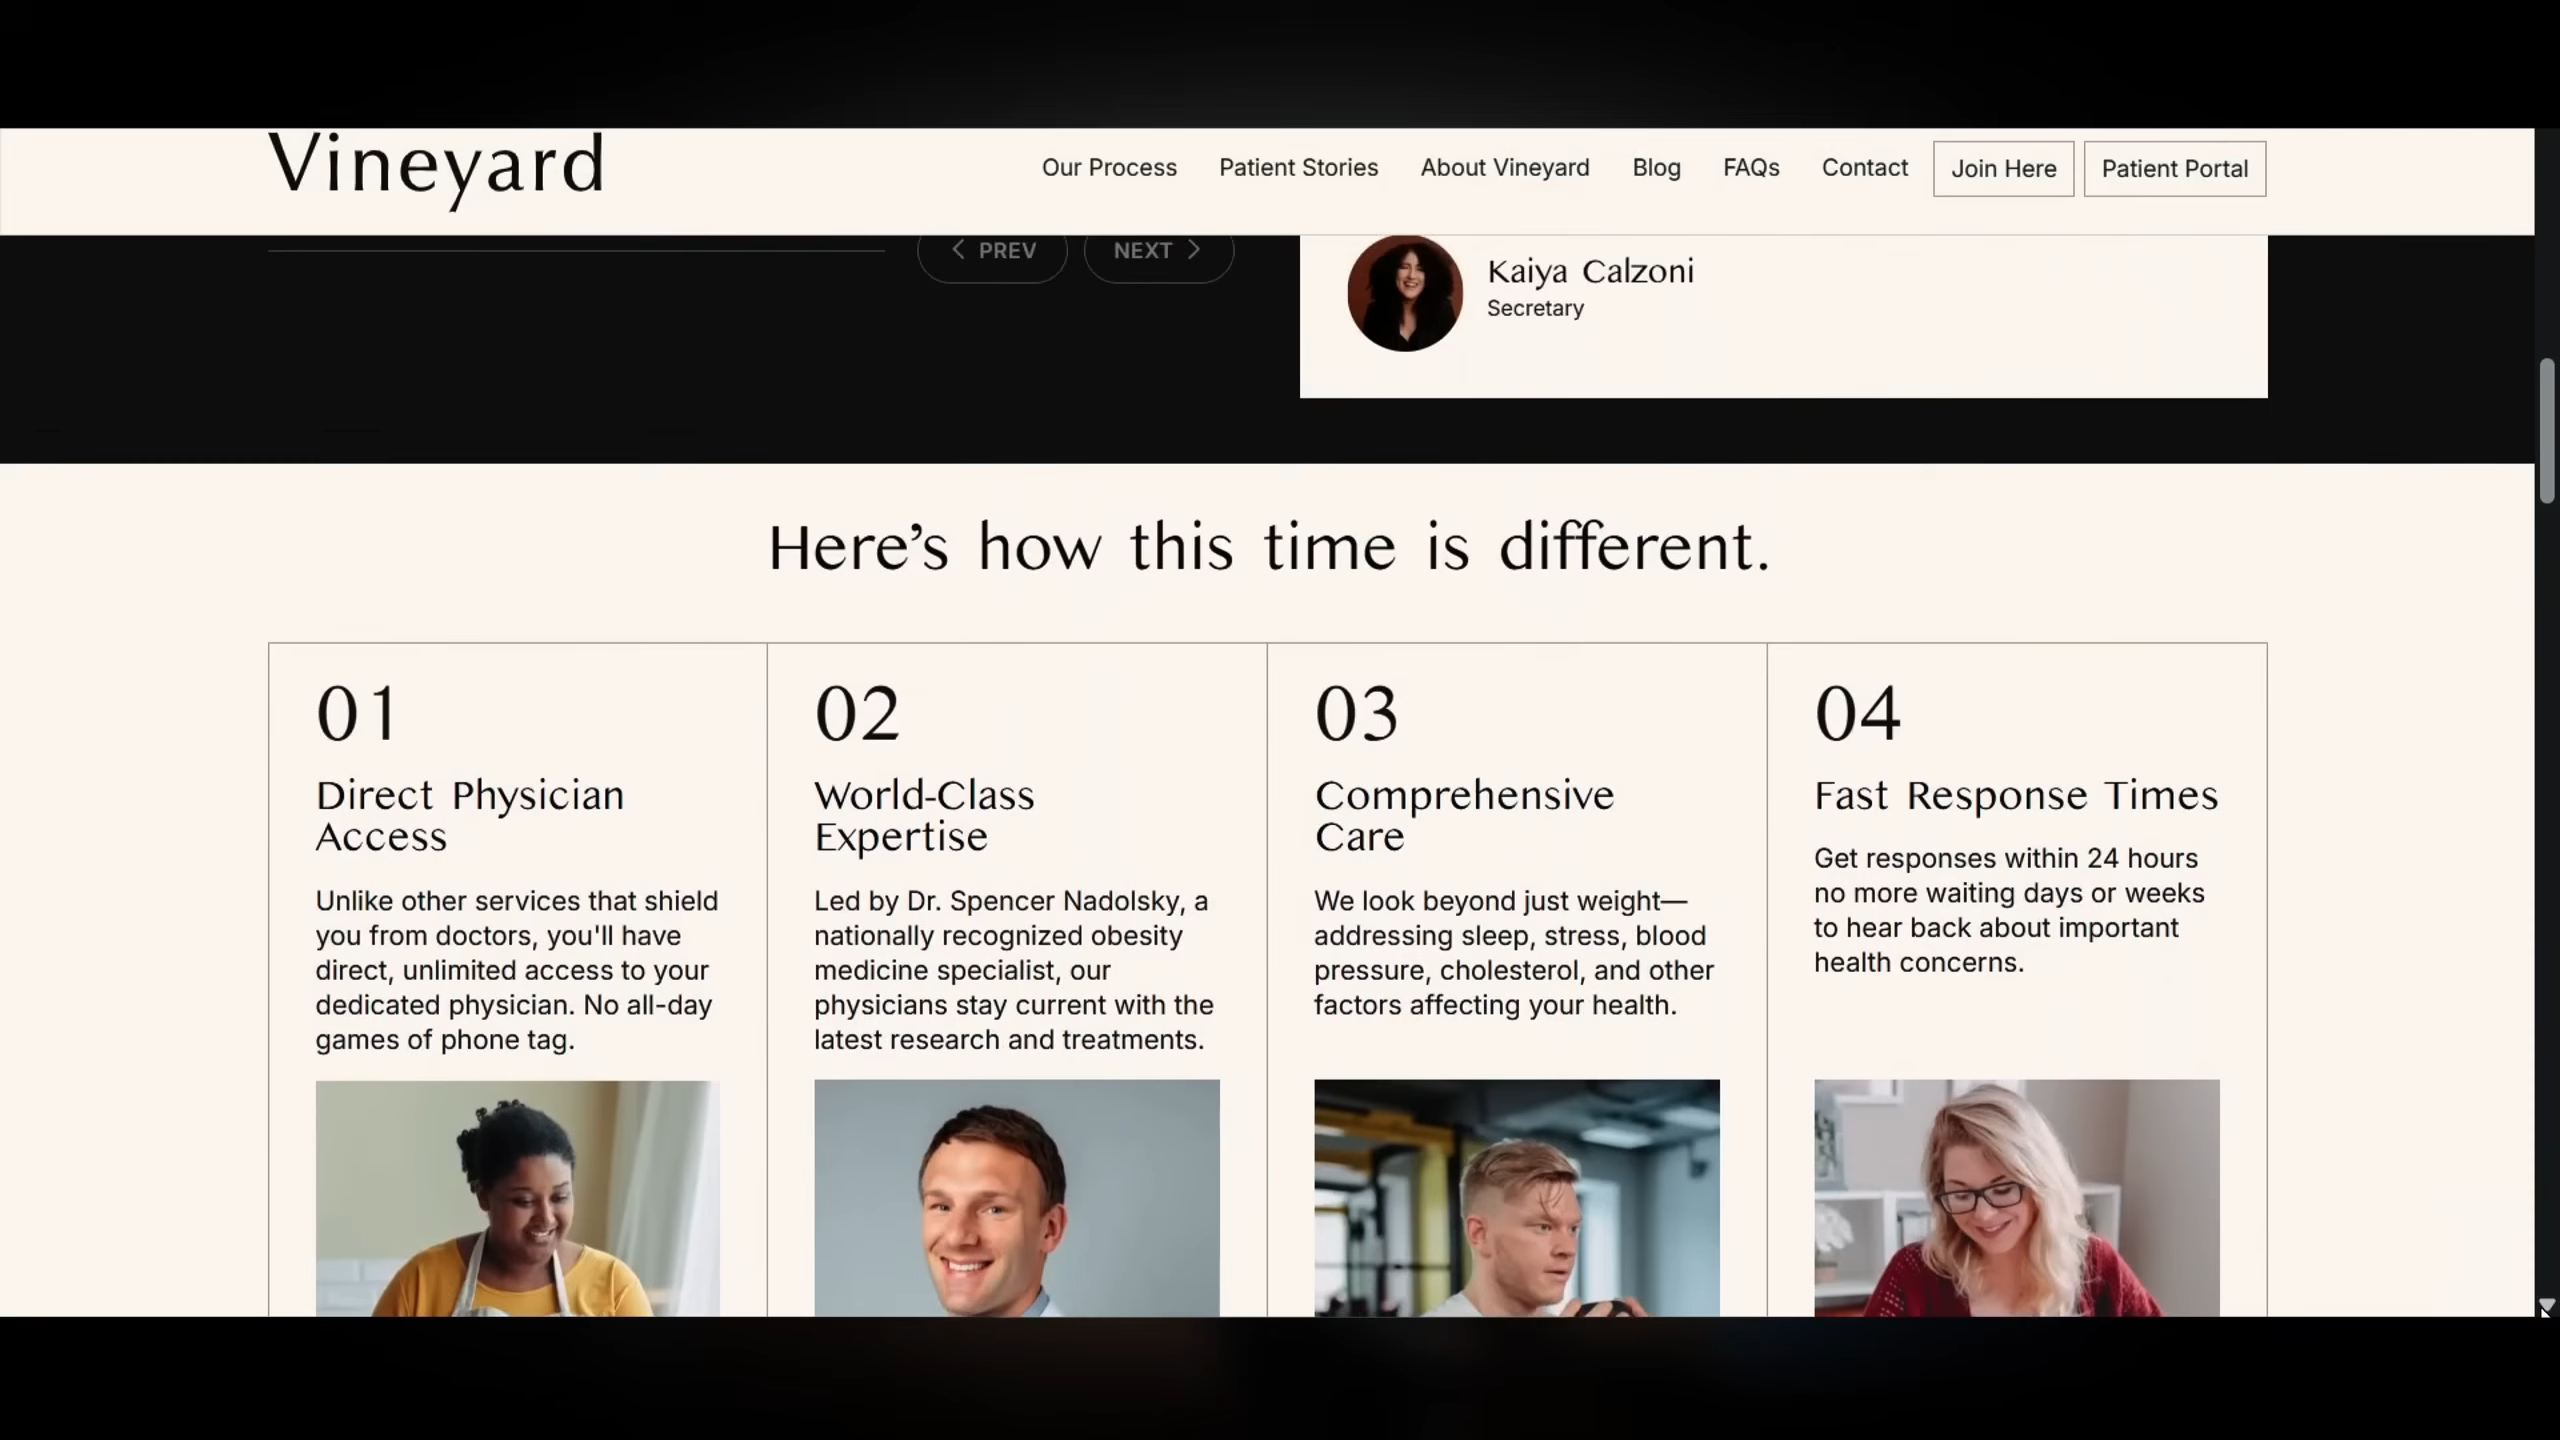 Vineyard
Our Process
Patient Stories
About Vineyard
Blog
FAQs
Contact
Join Here
Patient Portal
PREV
NEXT
Kaiya Calzoni
Secretary
Here’s how this time is different.
01
Direct Physician
Access
Unlike other services that shield
you from doctors, you'll have
direct, unlimited access to your
dedicated physician. No all-day
games of phone tag.
02
World-Class
Expertise
Led by Dr. Spencer Nadolsky, a
nationally recognized obesity
medicine specialist, our
physicians stay current with the
latest research and treatments.
03
Comprehensive
Care
We look beyond just weight—
addressing sleep, stress, blood
pressure, cholesterol, and other
factors affecting your health.
04
Fast Response Times
Get responses within 24 hours
no more waiting days or weeks
to hear back about important
health concerns.